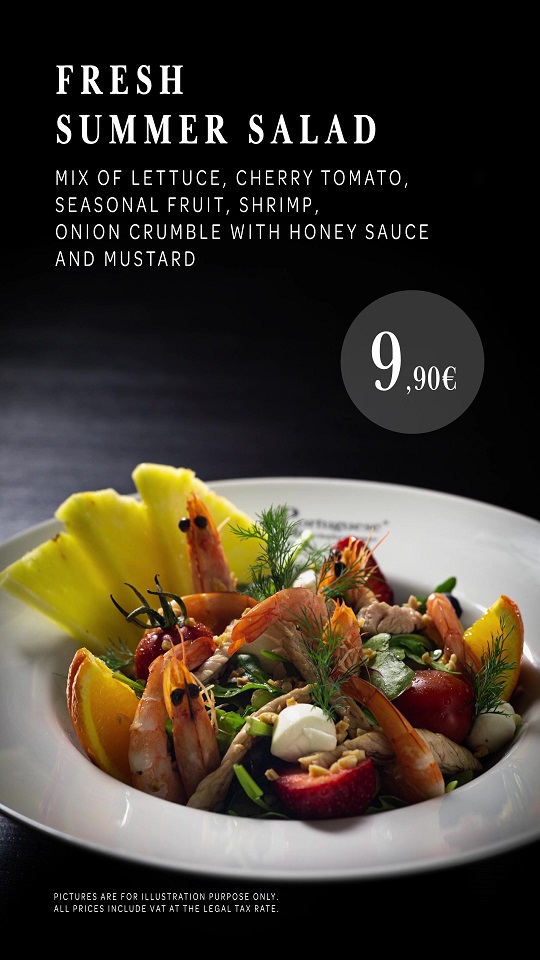 FRESH
SUMMER SALAD
MIX OF LETTUCE, CHERRY TOMATO,
SEASONAL FRUIT, SHRIMP,
ONION CRUMBLE WITH HONEY SAUCE
AND MUSTARD
9,90€
PICTURES ARE FOR ILLUSTRATION PURPOSE ONLY.
ALL PRICES INCLUDE VAT AT THE LEGAL TAX RATE.